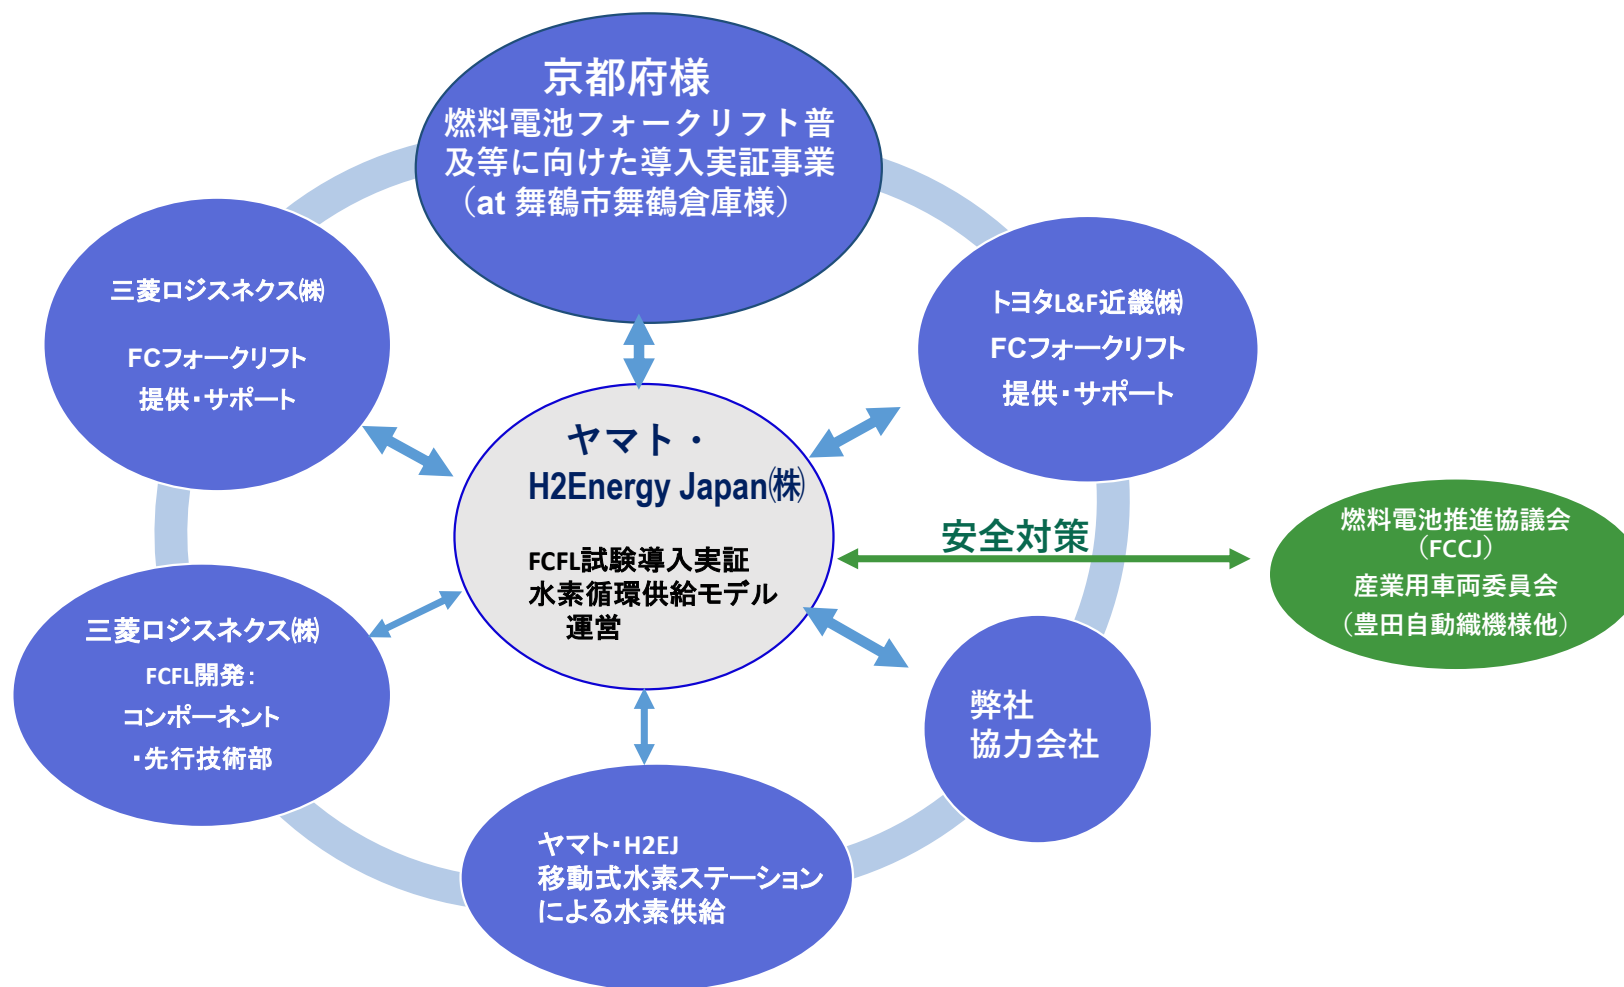 京都府様
燃料電池フォークリフト普
及等に向けた導入実証事業
（at 舞鶴市舞鶴倉庫様）
三菱ロジスネクス㈱
FCフォークリフト
提供・サポート
トヨタL&F近畿㈱
FCフォークリフト
提供・サポート
ヤマト・
H2Energy Japan㈱
FCFL試験導入実証
水素循環供給モデル
運営
安全対策
燃料電池推進協議会
（FCCJ）
産業用車両委員会
（豊田自動織機様他）
三菱ロジスネクス㈱
FCFL開発：
コンポーネント
・先行技術部
弊社
協力会社
ヤマト・H2EJ
移動式水素ステーション
による水素供給